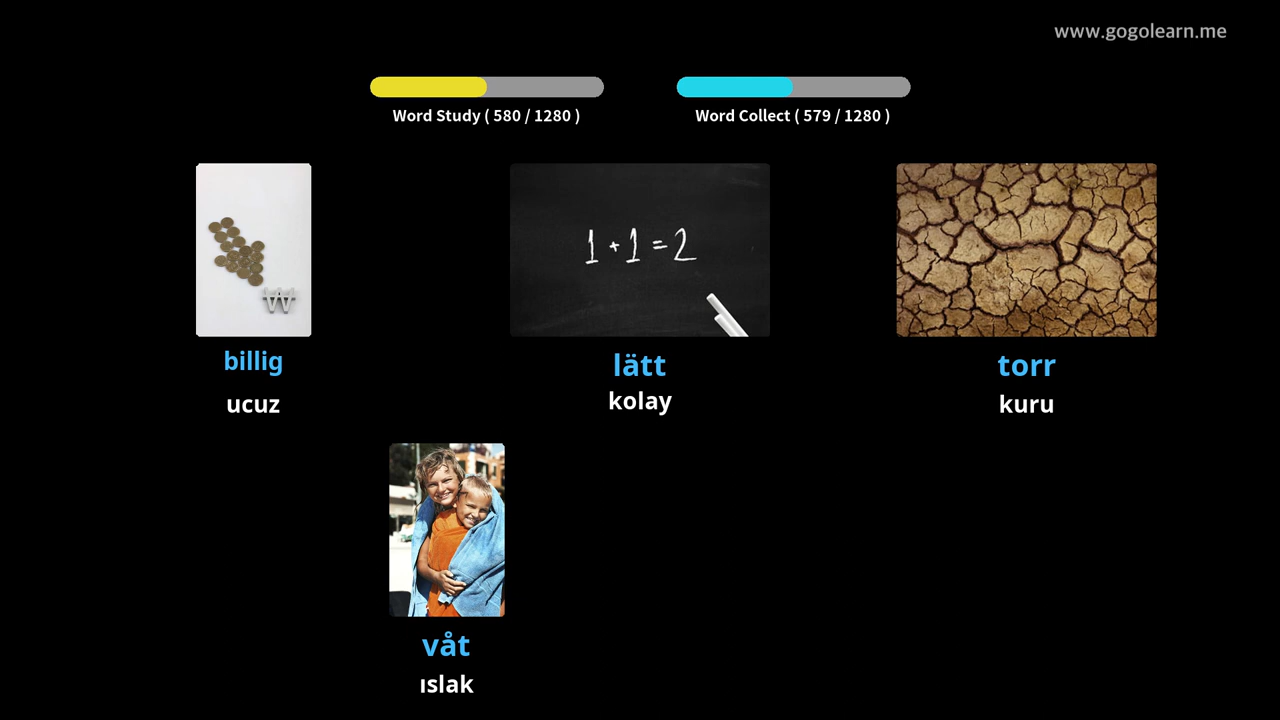 www.gogolearn.me
Word Study ( 580 / 1280 )
Word Collect ( 579 / 1280 )
1 + 1 = 2
₩
billig
lätt
torr
ucuz
kolay
kuru
våt
ıslak